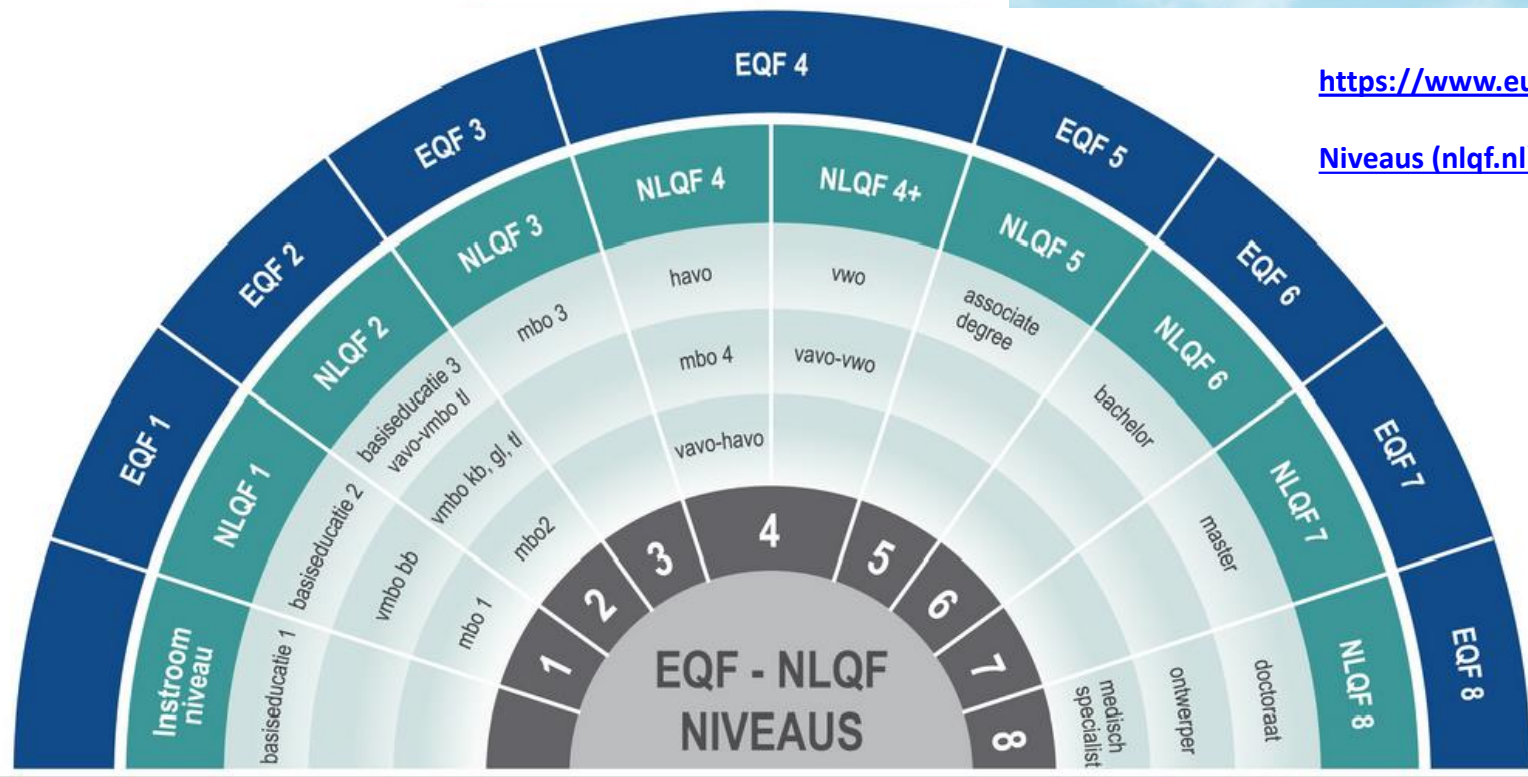 https://www.eu
Niveaus (nlqf.nl
EQF 1
EQF 2
EQF 3
EQF 4
EQF 5
EQF 6
EQF 7
EQF 8
Instroom
niveau
NLQF 1
NLQF 2
NLQF 3
NLQF 4
NLQF 4+
NLQF 5
NLQF 6
NLQF 7
NLQF 8
basiseducatie 1
basiseducatie 2
vmbo bb
mbo 1
basiseducatie 3
vavo-vmbo tl
vmbo kb, gl, tl
mbo2
mbo 3
havo
mbo 4
vavo-havo
vwo
vavo-vwo
associate
degree
bachelor
master
doctoraat
ontwerper
medisch
specialist
1
2
3
4
5
6
7
8
EQF - NLQF
NIVEAUS